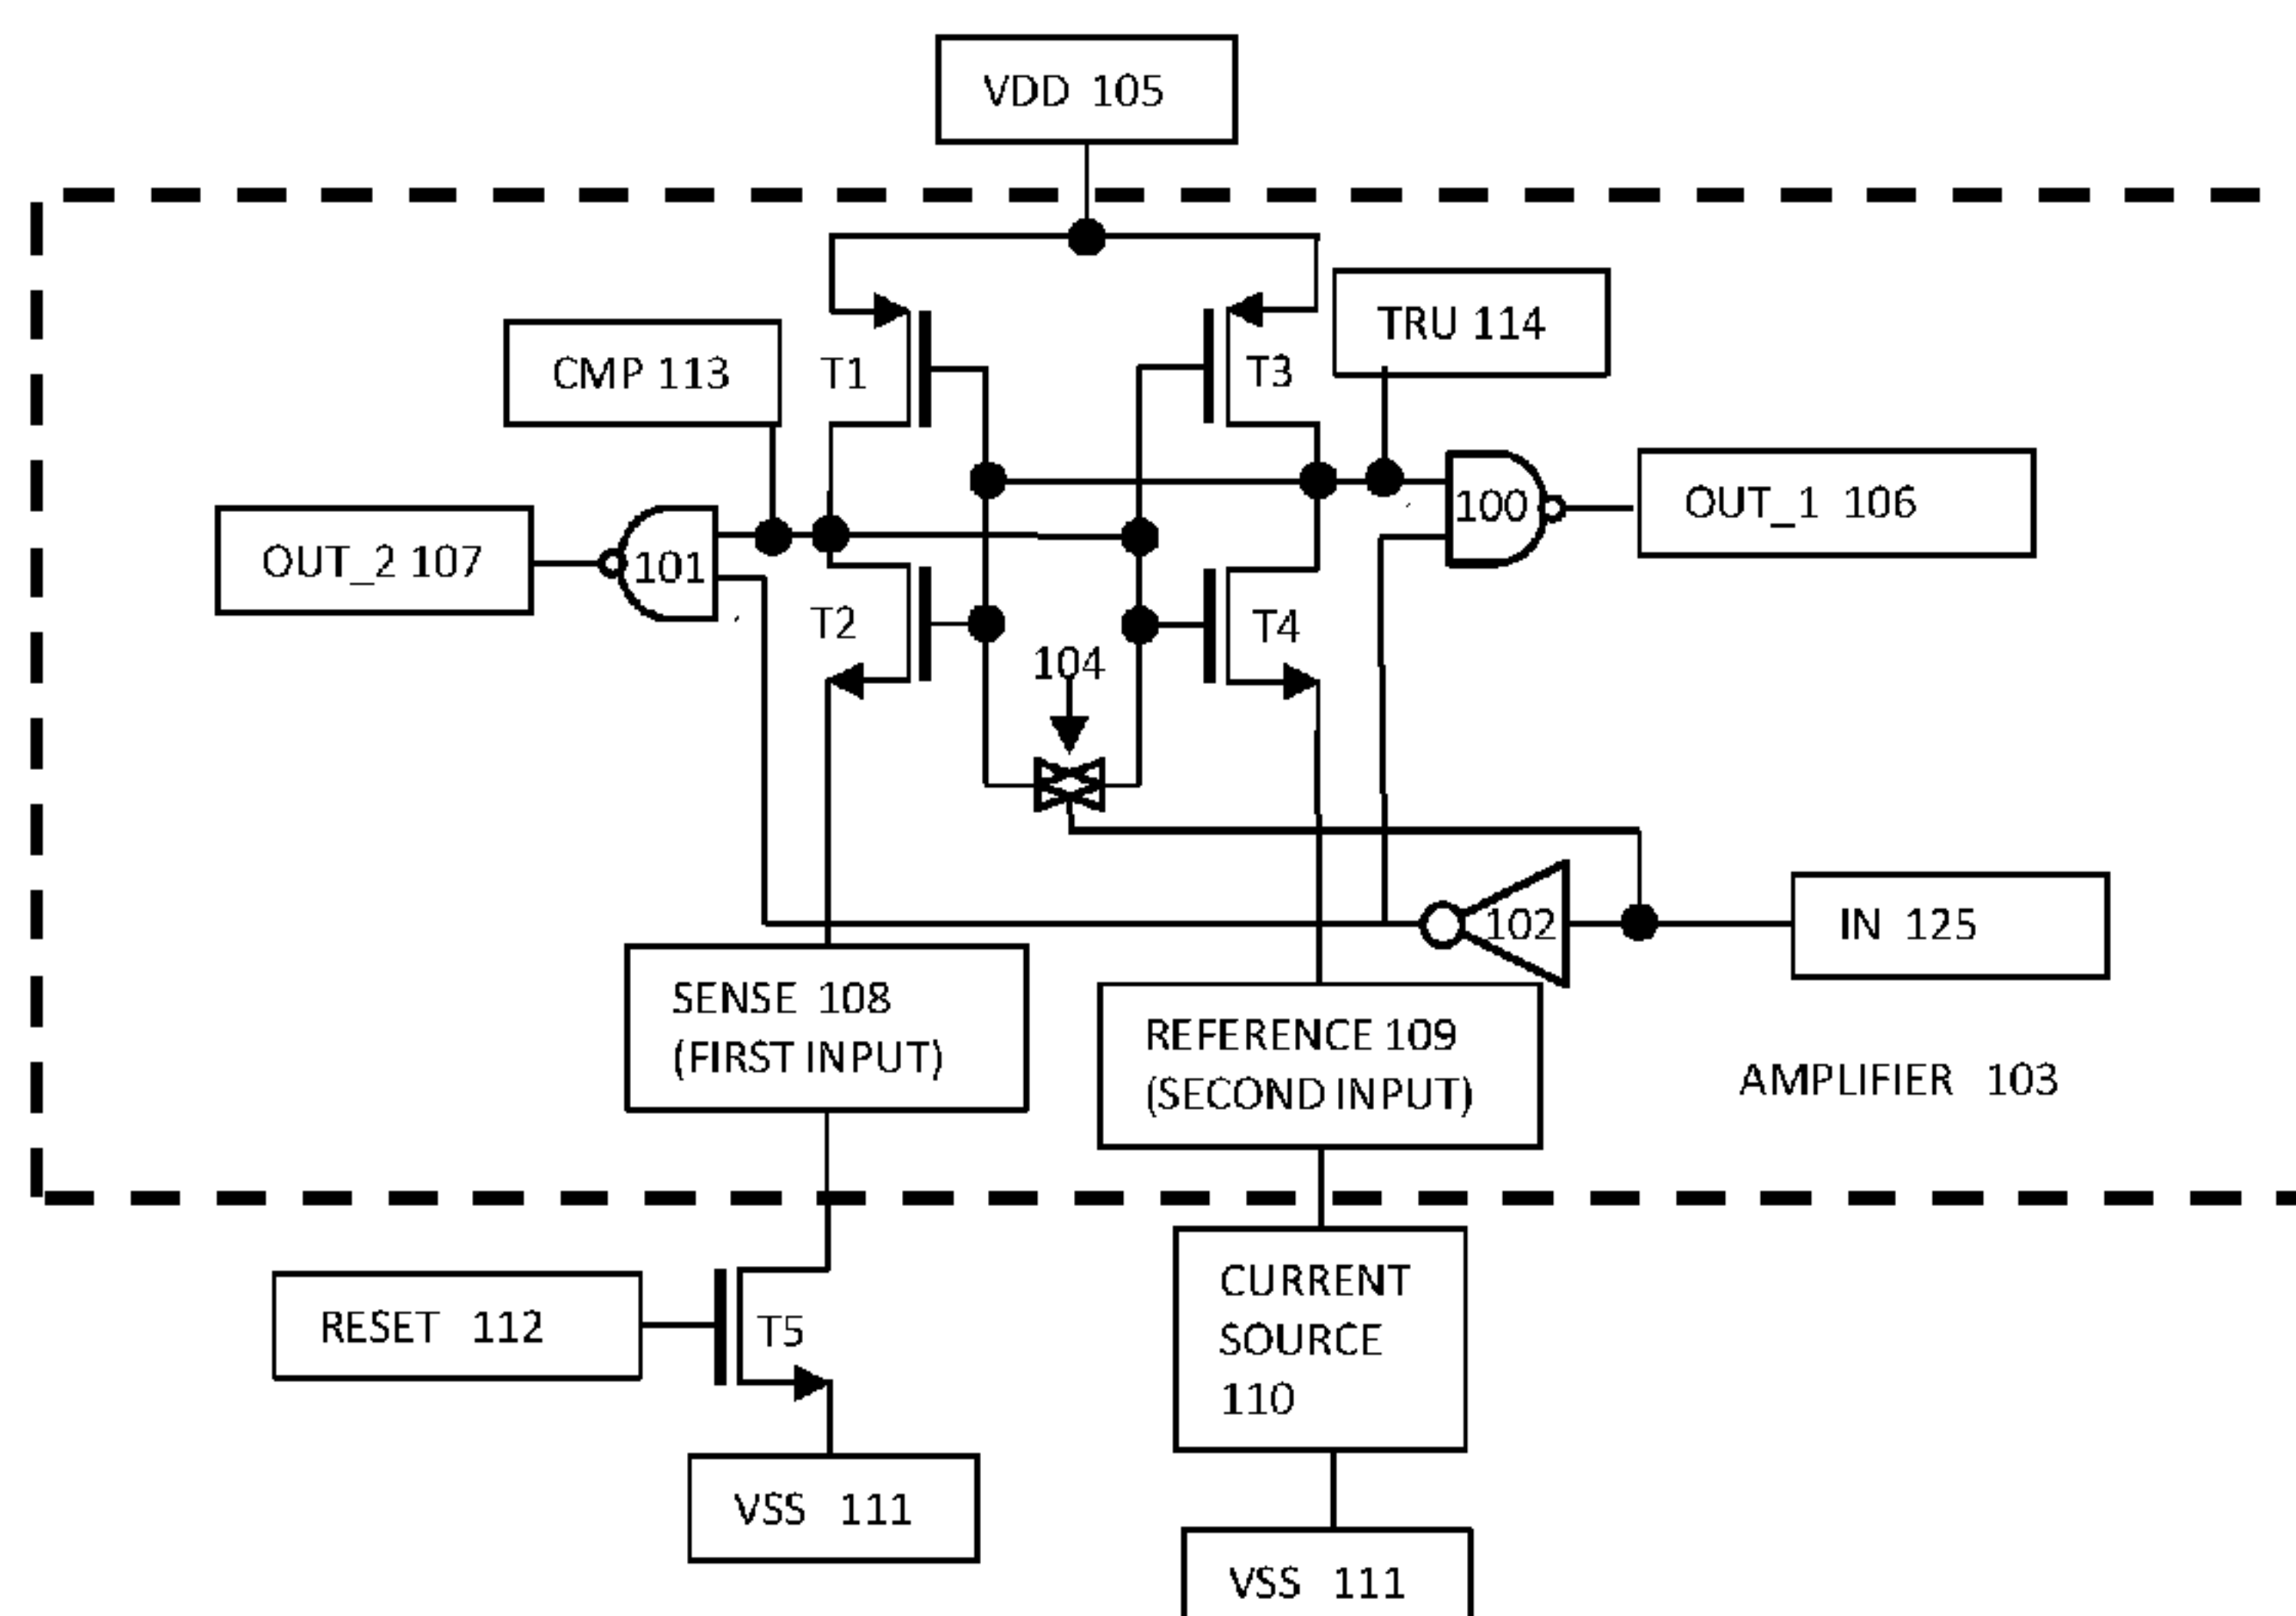 VDD 105
TRU 114
CMP 113
T1
T3
100
OUT_1 106
OUT_2 107
101
T2
T4
104
102
IN 125
SENSE 108
(FIRST INPUT)
REFERENCE 109
(SECOND INPUT)
AMPLIFIER 103
CURRENT
SOURCE
110
RESET 112
T5
VSS 111
VSS 111